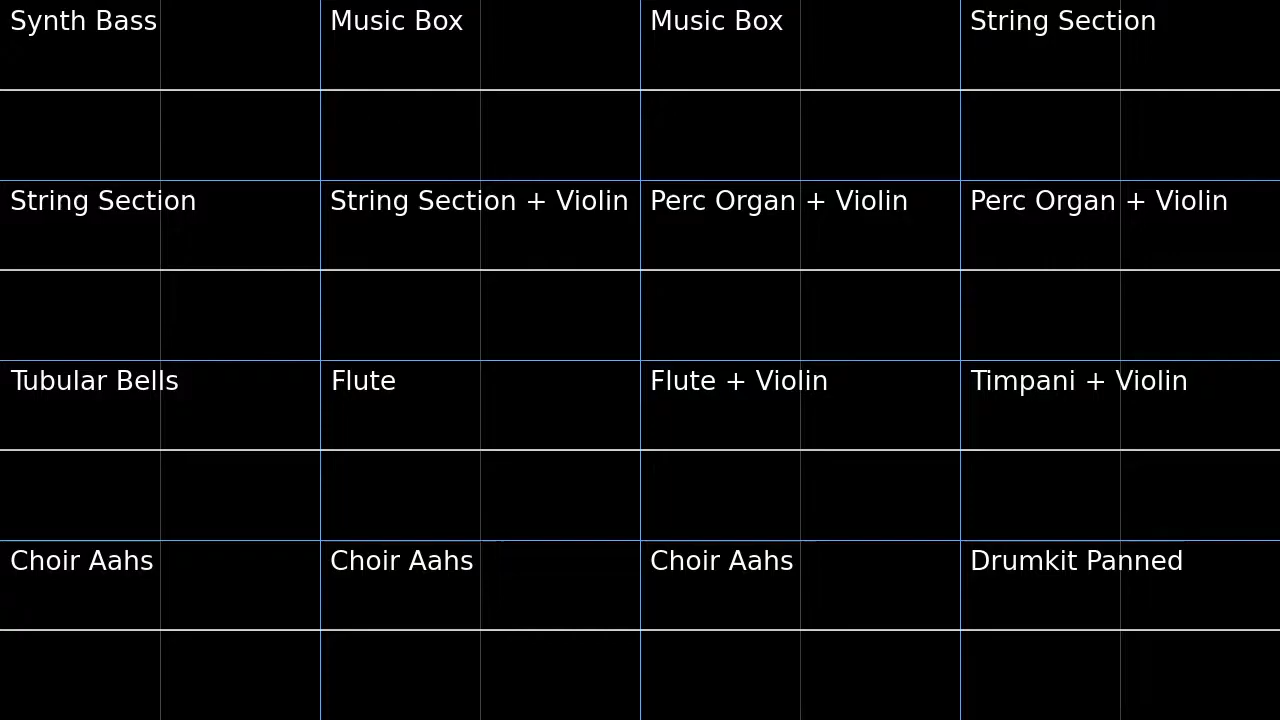 Synth Bass
Music Box
Music Box
String Section
String Section
String Section + Violin
Perc Organ + Violin
Perc Organ + Violin
Tubular Bells
Flute
Flute + Violin
Timpani + Violin
Choir Aahs
Choir Aahs
Choir Aahs
Drumkit Panned